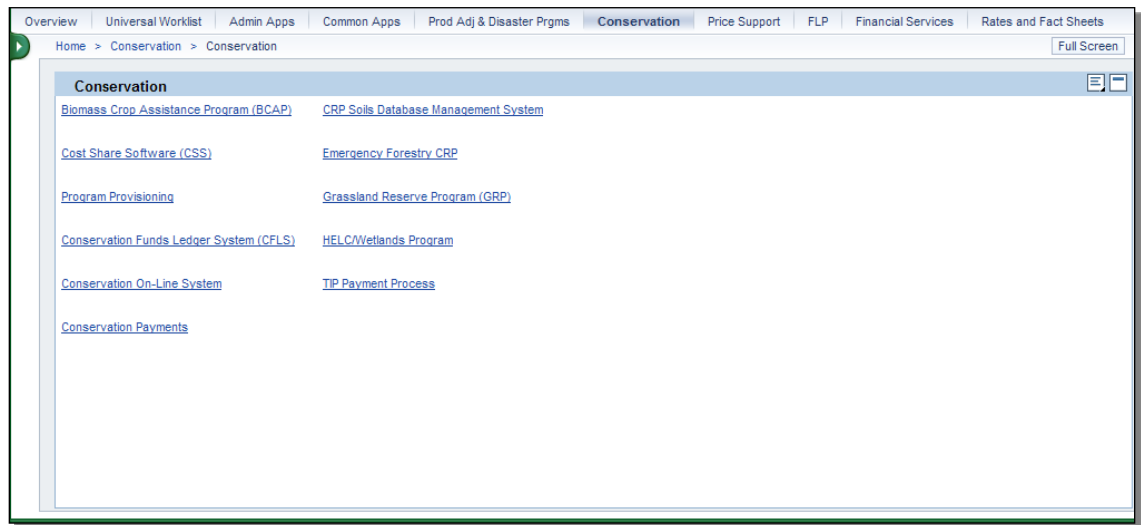 Overview Universal Worklist Admin Apps Common Apps Prod Adj & Disaster Prgms Conservation Price Support FLP Financial Services Rates and Fact Sheets
Home > Conservation > Conservation Full Screen
Conservation
Biomass Crop Assistance Program (BCAP) CRP Soils Database Management System
Cost Share Software (CSS) Emergency Forestry CRP
Program Provisioning Grassland Reserve Program (GRP)
Conservation Funds Ledger System (CFLS) HELC/Wetlands Program
Conservation On-Line System TIP Payment Process
Conservation Payments